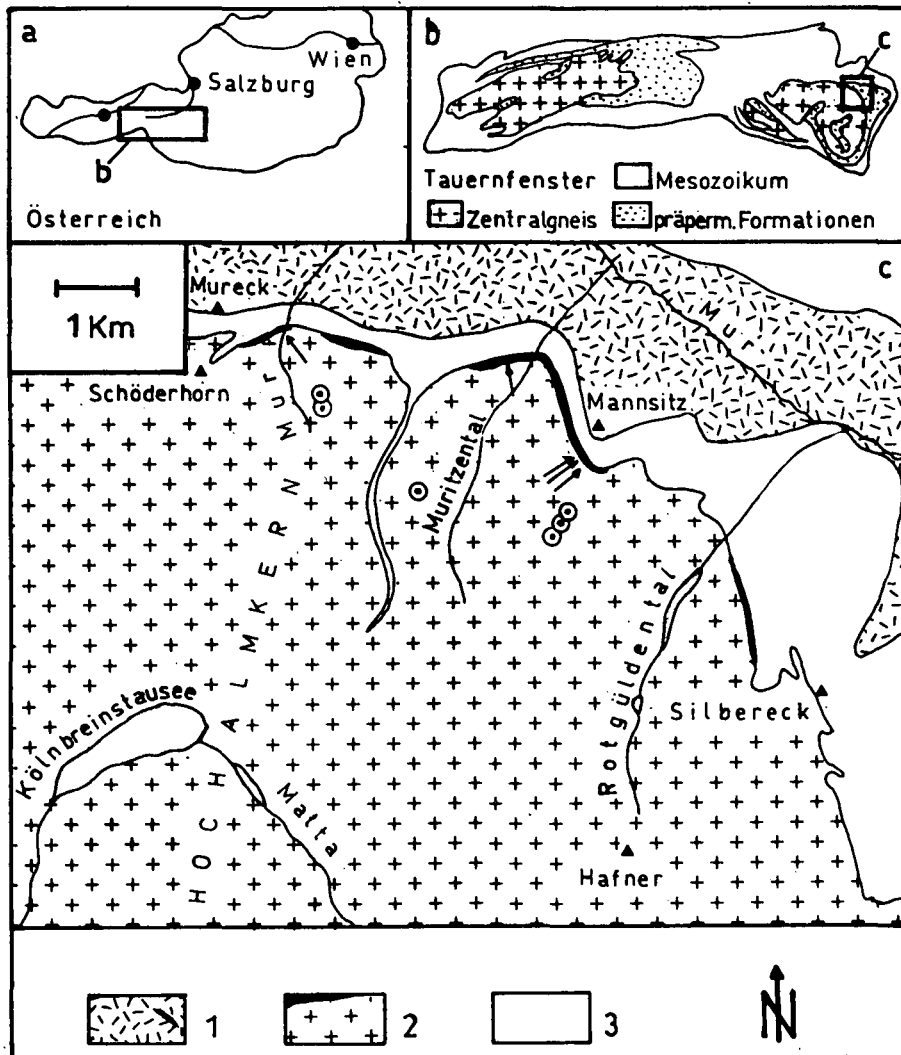 a
Wien
Salzburg
b
Österreich
b
c
Tauernfenster
Mesozoikum
Zentralgneis
präperm. Formationen
c
1 Km
Mureck
Schöderhorn
Mur
Mur
Mannsitz
Muritzental
HOCHALMKERN
Rotgüldental
Silbereck
Kölnbreinstausee
Malta
Hafner
1
2
3
N